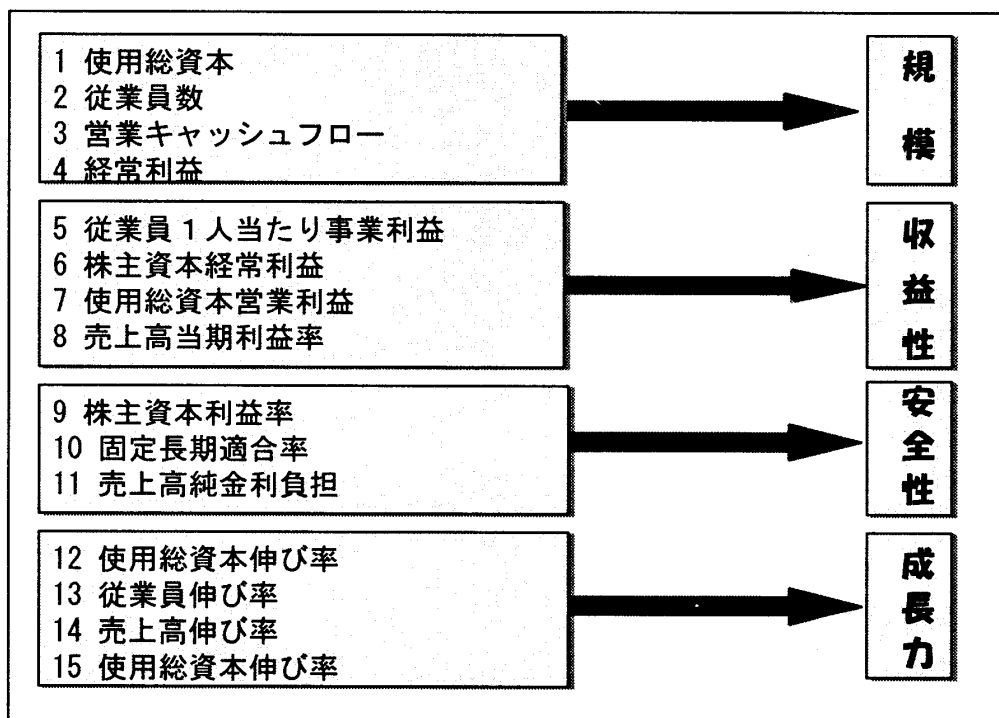 1 使用総資本
2 従業員数
3 営業キャッシュフロー
4 経常利益
規模
5 従業員１人当たり事業利益
6 株主資本経常利益
7 使用総資本営業利益
8 売上高当期利益率
収益性
9 株主資本利益率
10 固定長期適合率
11 売上高純金利負担
安全性
12 使用総資本伸び率
13 従業員伸び率
14 売上高伸び率
15 使用総資本伸び率
成長力